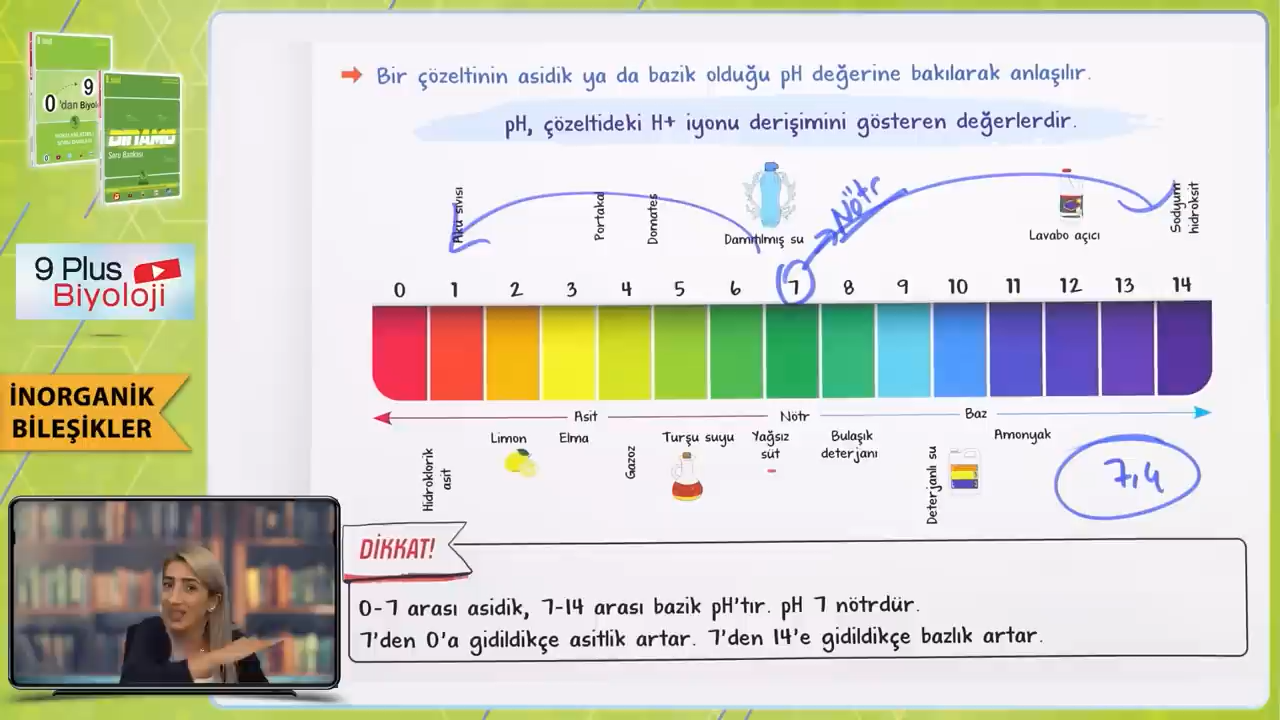 9
0 'dan Biyoloji
DİNAMO
Soru Bankası
9 Plus
Biyoloji
İNORGANİK
BİLEŞİKLER
Bir çözeltinin asidik ya da bazik olduğu pH değerine bakılarak anlaşılır.
pH, çözeltideki H+ iyonu derişimini gösteren değerlerdir.
Akü sıvısı
Portakal
Domates
Damıtılmış su
Nötr
Lavabo açıcı
Sodyum
hidroksit
0 1 2 3 4 5 6 7 8 9 10 11 12 13 14
Asit Nötr Baz
Hidroklorik
asit
Limon
Elma
Gazoz
Turşu suyu
Yağsız
süt
Bulaşık
deterjanı
Deterjanlı su
Amonyak
7,4
DİKKAT!
0-7 arası asidik, 7-14 arası bazik pH'tır. pH 7 nötrdür.
7'den 0'a gidildikçe asitlik artar. 7'den 14'e gidildikçe bazlık artar.